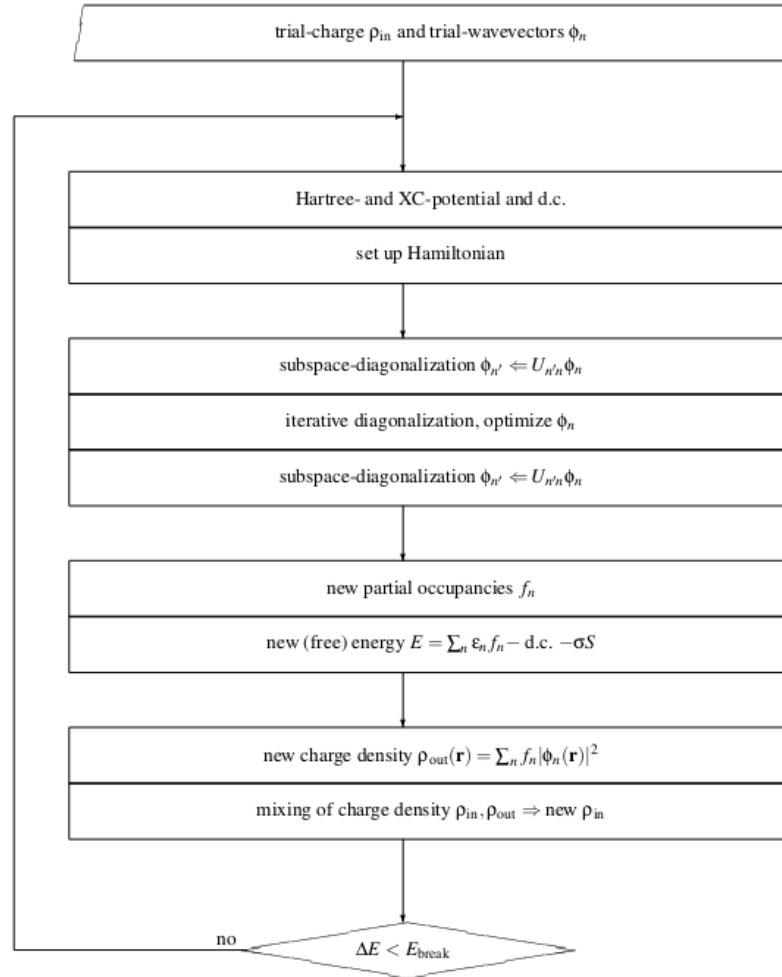 trial-charge ρ_in and trial-wavevectors ϕ_n
Hartree- and XC-potential and d.c.
set up Hamiltonian
subspace-diagonalization ϕ_n′ ⇐ U_n′n ϕ_n
iterative diagonalization, optimize ϕ_n
subspace-diagonalization ϕ_n′ ⇐ U_n′n ϕ_n
new partial occupancies f_n
new (free) energy E = ∑_n ε_n f_n − d.c. −σS
new charge density ρ_out(r) = ∑_n f_n|ϕ_n(r)|²
mixing of charge density ρ_in, ρ_out ⇒ new ρ_in
no
ΔE < E_break